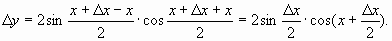 Δy = 2sin (x + Δx − x)/2 · cos (x + Δx + x)/2 = 2sin Δx/2 · cos(x + Δx/2).